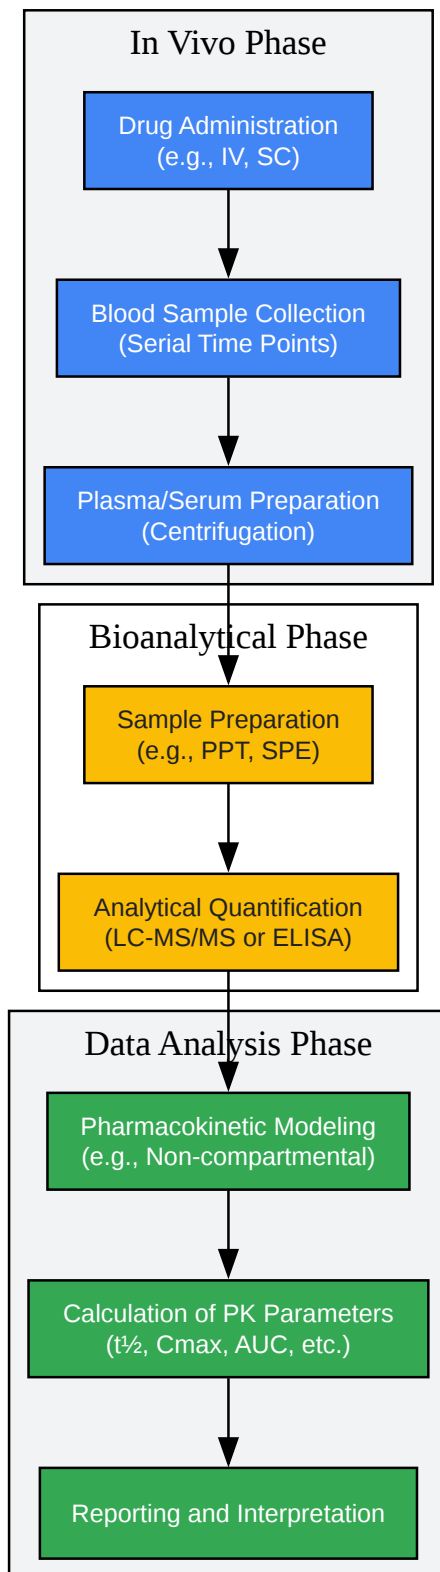 In Vivo Phase
Drug Administration
(e.g., IV, SC)
Blood Sample Collection
(Serial Time Points)
Plasma/Serum Preparation
(Centrifugation)
Bioanalytical Phase
Sample Preparation
(e.g., PPT, SPE)
Analytical Quantification
(LC-MS/MS or ELISA)
Data Analysis Phase
Pharmacokinetic Modeling
(e.g., Non-compartmental)
Calculation of PK Parameters
(t½, Cmax, AUC, etc.)
Reporting and Interpretation